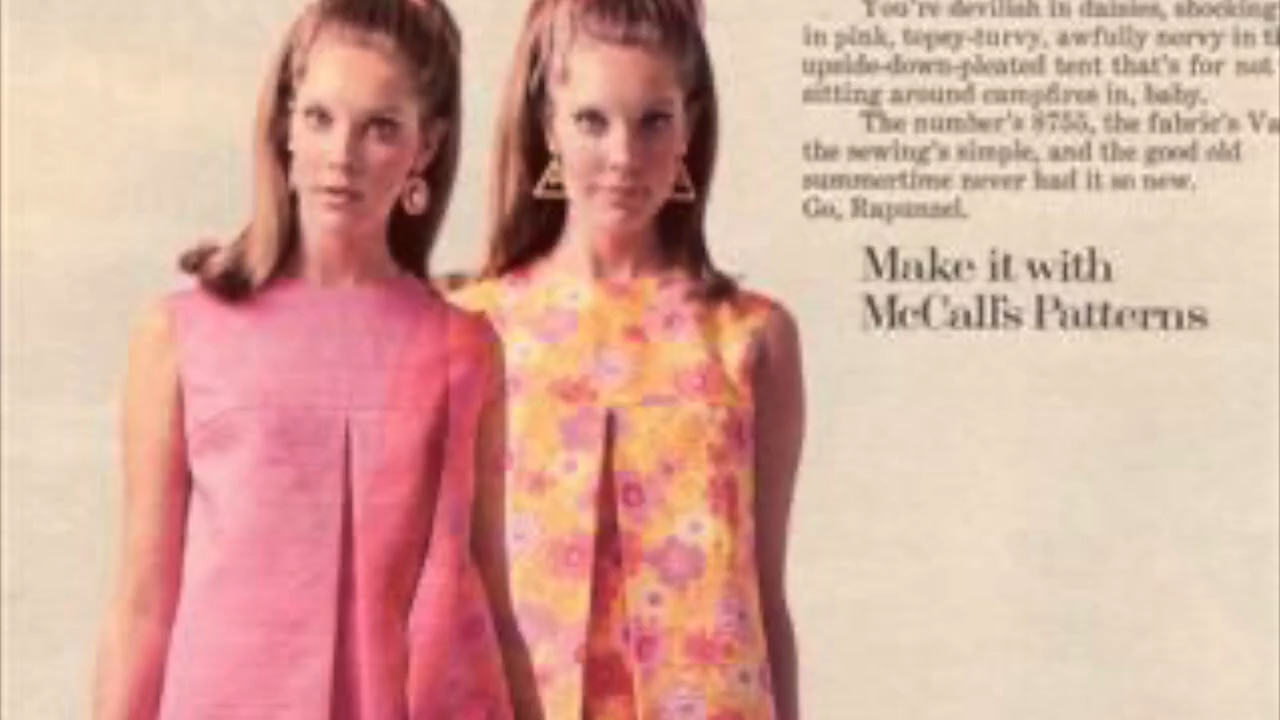 You're devilish in daisies, shocking
in pink, topsy-turvy, awfully nervy in
upside-down-pleated tent that's for not
sitting around campfires in, baby.
The number's 8755, the fabric's
the sewing's simple, and the good old
summertime never had it so new.
Go, Rapunzel.
Make it with
McCall's Patterns